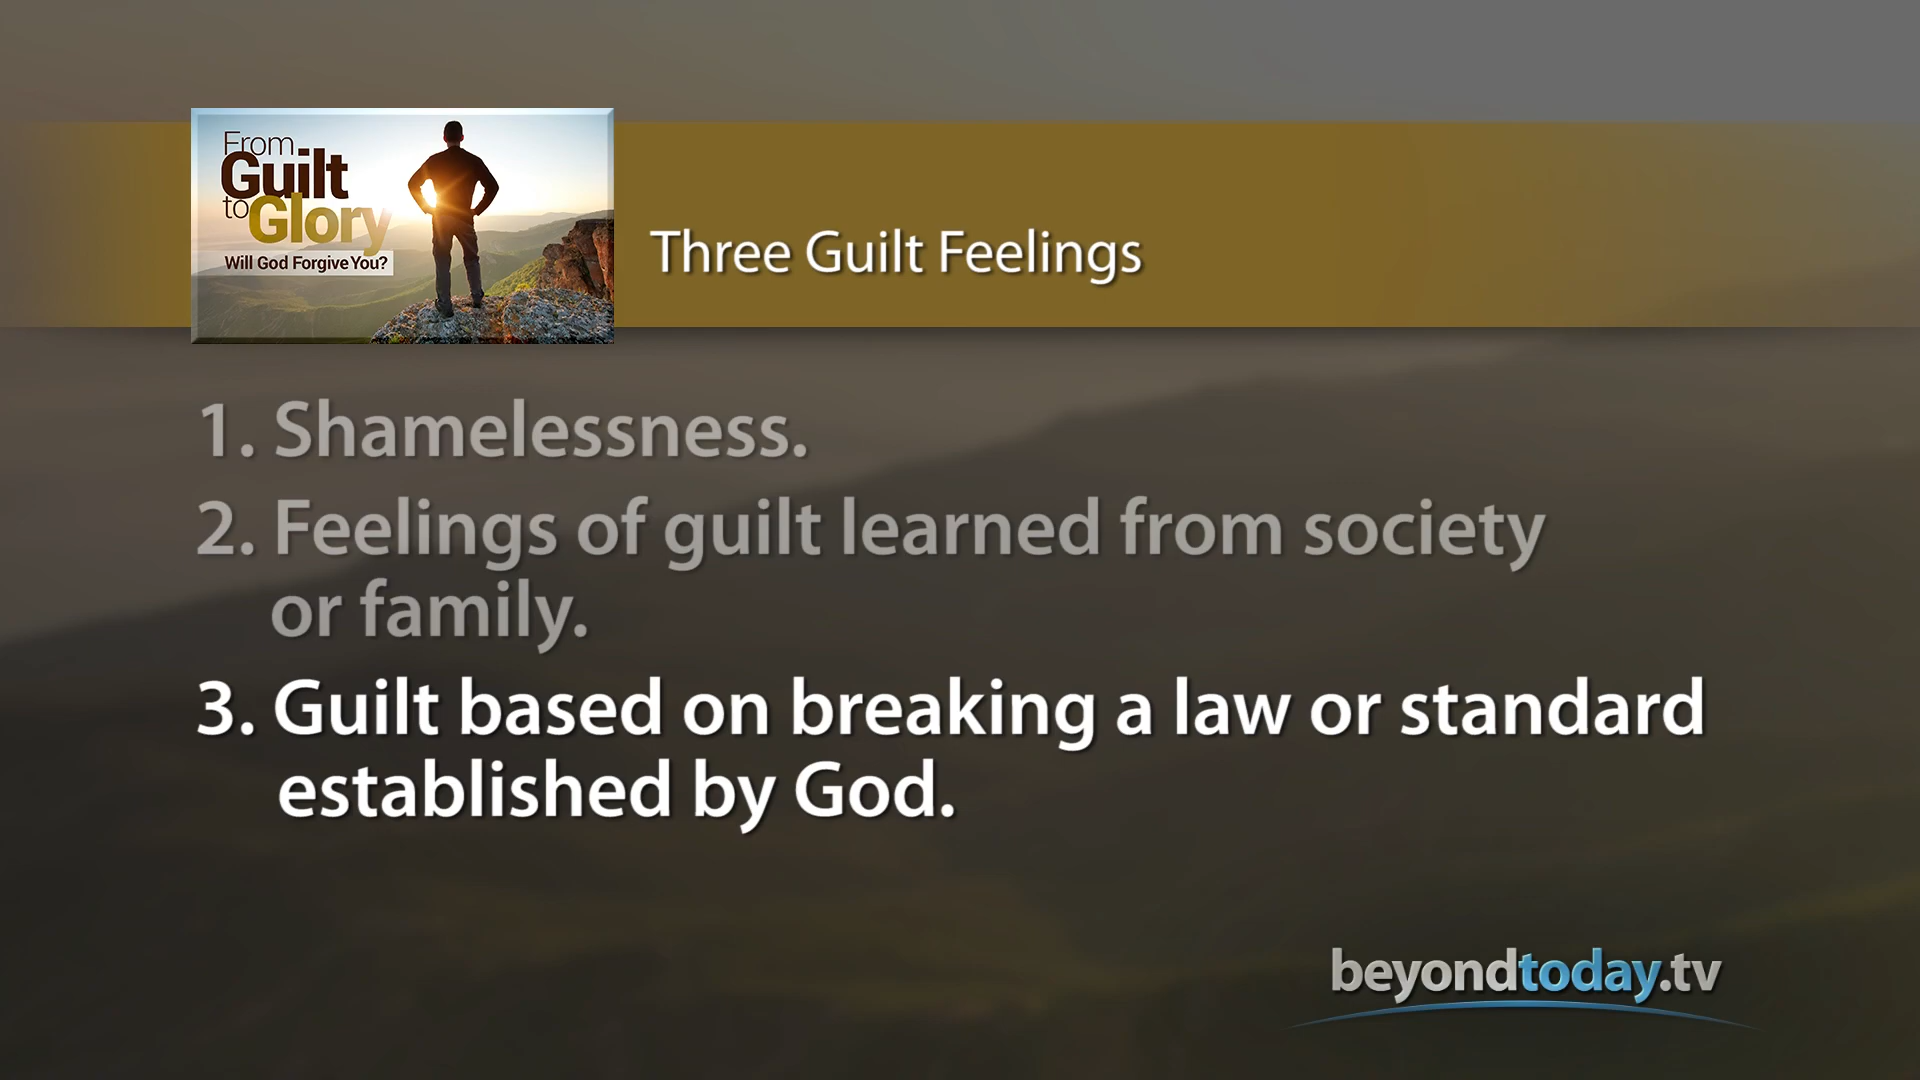 From
Guilt
to Glory
Will God Forgive You?
Three Guilt Feelings
1. Shamelessness.
2. Feelings of guilt learned from society
or family.
3. Guilt based on breaking a law or standard
established by God.
beyondtoday.tv